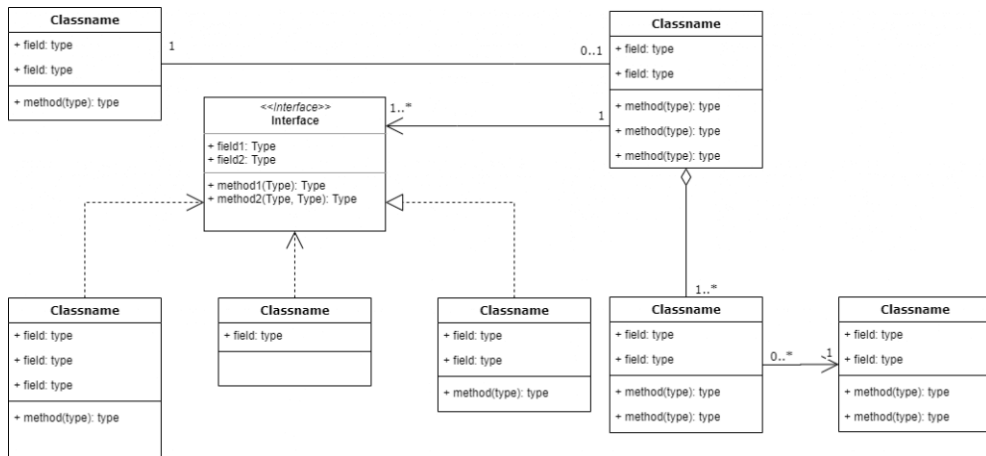 Classname
+ field: type
+ field: type
+ method(type): type
1
0..1
Classname
+ field: type
+ field: type
+ method(type): type
+ method(type): type
+ method(type): type
<<Interface>>
Interface
+ field1: Type
+ field2: Type
+ method1(Type): Type
+ method2(Type, Type): Type
1..*
1
Classname
+ field: type
+ field: type
+ field: type
+ method(type): type
Classname
+ field: type
Classname
+ field: type
+ field: type
+ method(type): type
1..*
Classname
+ field: type
+ field: type
+ method(type): type
+ method(type): type
0..*
1
Classname
+ field: type
+ field: type
+ method(type): type
+ method(type): type